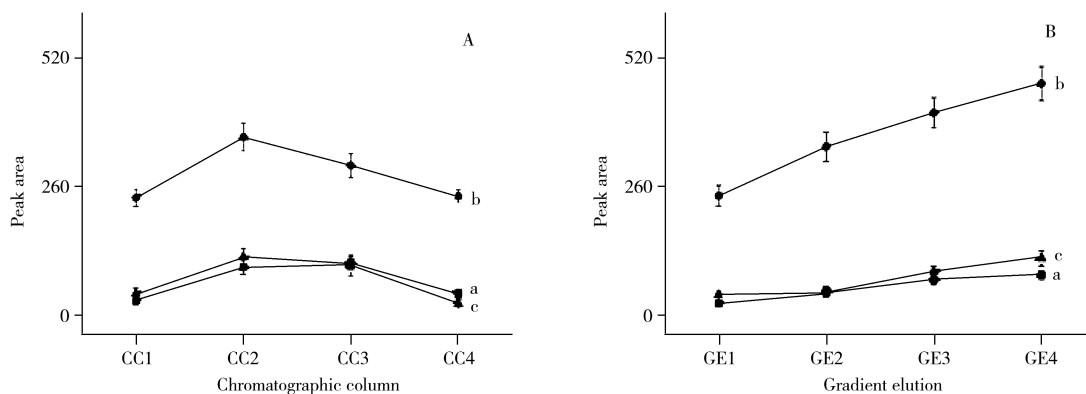 A
520
260
0
Peak area
b
a
c
CC1 CC2 CC3 CC4
Chromatographic column
B
520
260
0
Peak area
b
c
a
GE1 GE2 GE3 GE4
Gradient elution